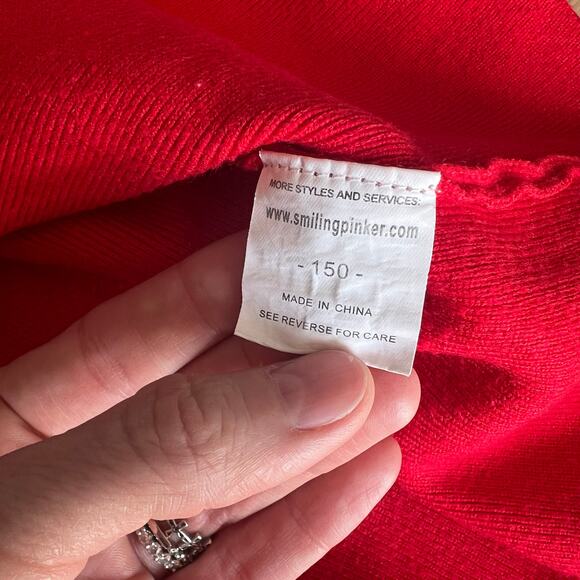 MORE STYLES AND SERVICES:
www.smilingpinker.com
- 150 -
MADE IN CHINA
SEE REVERSE FOR CARE